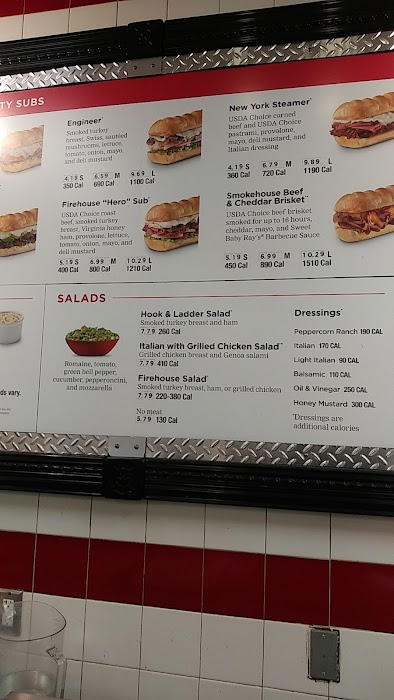 TY SUBS
Engineer™
Smoked turkey
breast, Swiss, sautéed
mushrooms, lettuce,
tomato, onion, mayo,
and deli mustard
4.19 S 6.59 M 9.69 L
350 Cal 690 Cal 1100 Cal
New York Steamer™
USDA Choice corned
beef and USDA Choice
pastrami, provolone,
mayo, deli mustard, and
Italian dressing
4.19 S 6.79 M 9.89 L
360 Cal 720 Cal 1190 Cal
Firehouse "Hero" Sub™
USDA Choice roast
beef, smoked turkey
breast, Virginia honey
ham, provolone, lettuce,
tomato, onion, mayo, and
deli mustard
5.19 S 6.99 M 10.29 L
400 Cal 800 Cal 1210 Cal
Smokehouse Beef
& Cheddar Brisket™
USDA Choice beef brisket
smoked for up to 16 hours,
cheddar, mayo, and Sweet
Baby Ray's® Barbecue Sauce
5.19 S 6.99 M 10.29 L
450 Cal 890 Cal 1510 Cal
ds vary.
SALADS
Romaine, tomato,
green bell pepper,
cucumber, pepperoncini,
and mozzarella
Hook & Ladder Salad™
Smoked turkey breast and ham
7.79 260 Cal
Italian with Grilled Chicken Salad™
Grilled chicken breast and Genoa salami
7.79 410 Cal
Firehouse Salad™
Smoked turkey breast, ham, or grilled chicken
7.79 220-380 Cal
No meat
5.79 130 Cal
Dressings*
Peppercorn Ranch 190 CAL
Italian 170 CAL
Light Italian 90 CAL
Balsamic 110 CAL
Oil & Vinegar 250 CAL
Honey Mustard 300 CAL
*Dressings are
additional calories